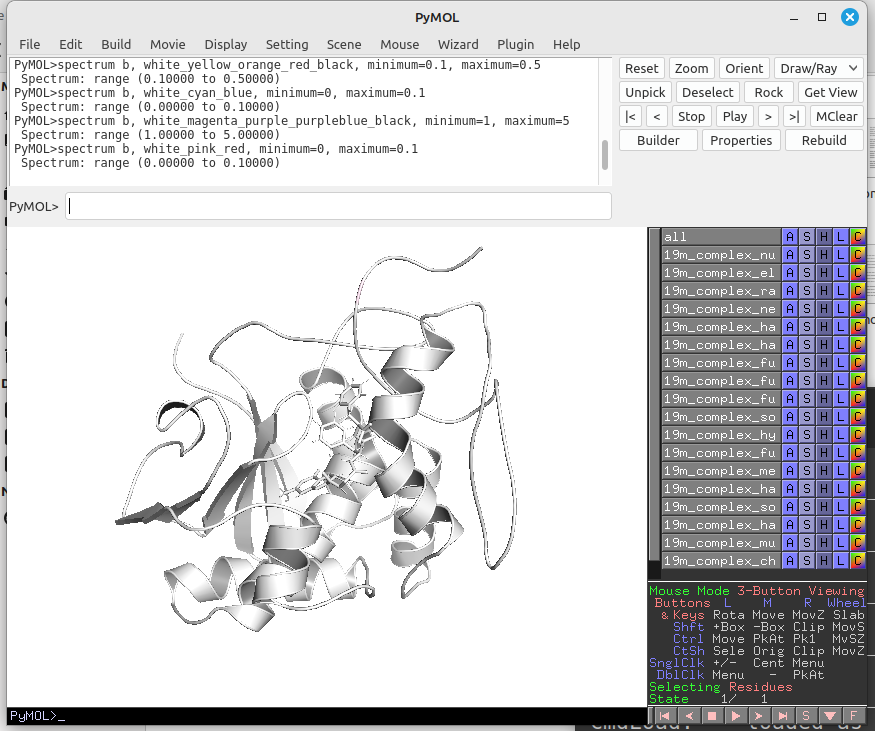 PyMOL
File Edit Build Movie Display Setting Scene Mouse Wizard Plugin Help
PyMOL>spectrum b, white_yellow_orange_red_black, minimum=0.1, maximum=0.5
Spectrum: range (0.10000 to 0.50000)
PyMOL>spectrum b, white_cyan_blue, minimum=0, maximum=0.1
Spectrum: range (0.00000 to 0.10000)
PyMOL>spectrum b, white_magenta_purple_purpleblue_black, minimum=1, maximum=5
Spectrum: range (1.00000 to 5.00000)
PyMOL>spectrum b, white_pink_red, minimum=0, maximum=0.1
Spectrum: range (0.00000 to 0.10000)
Reset Zoom Orient Draw/Ray
Unpick Deselect Rock Get View
|< < Stop Play > >| MClear
Builder Properties Rebuild
PyMOL>
all A S H L C
19m_complex_nu A S H L C
19m_complex_el A S H L C
19m_complex_ra A S H L C
19m_complex_ne A S H L C
19m_complex_ha A S H L C
19m_complex_ha A S H L C
19m_complex_fu A S H L C
19m_complex_fu A S H L C
19m_complex_fu A S H L C
19m_complex_so A S H L C
19m_complex_hy A S H L C
19m_complex_fu A S H L C
19m_complex_me A S H L C
19m_complex_ha A S H L C
19m_complex_so A S H L C
19m_complex_ha A S H L C
19m_complex_mu A S H L C
19m_complex_ch A S H L C
Mouse Mode 3-Button Viewing
Buttons L M R Wheel
& Keys Rota Move MovZ Slab
Shft +Box -Box Clip MovS
Ctrl Move PkAt Pk1 MvSZ
CtSh Sele Orig Clip MovZ
SnglClk +/- Cent Menu
DblClk Menu - PkAt
Selecting Residues
State 1/ 1
PyMOL>_
S F